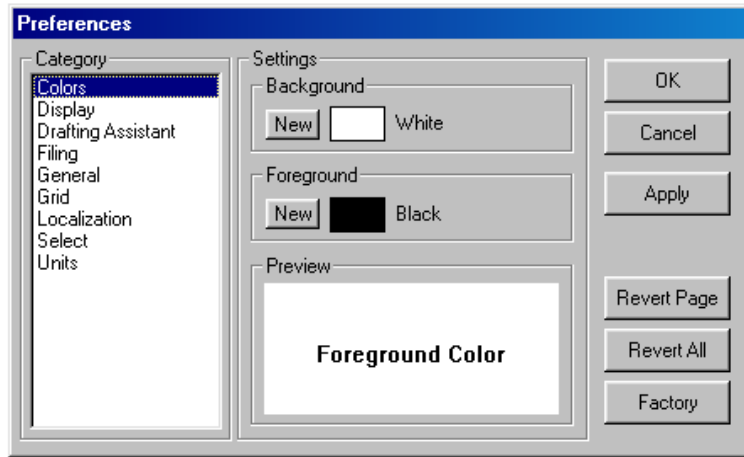 Preferences
Category
Colors
Display
Drafting Assistant
Filing
General
Grid
Localization
Select
Units
Settings
Background
New White
Foreground
New Black
Preview
Foreground Color
OK
Cancel
Apply
Revert Page
Revert All
Factory